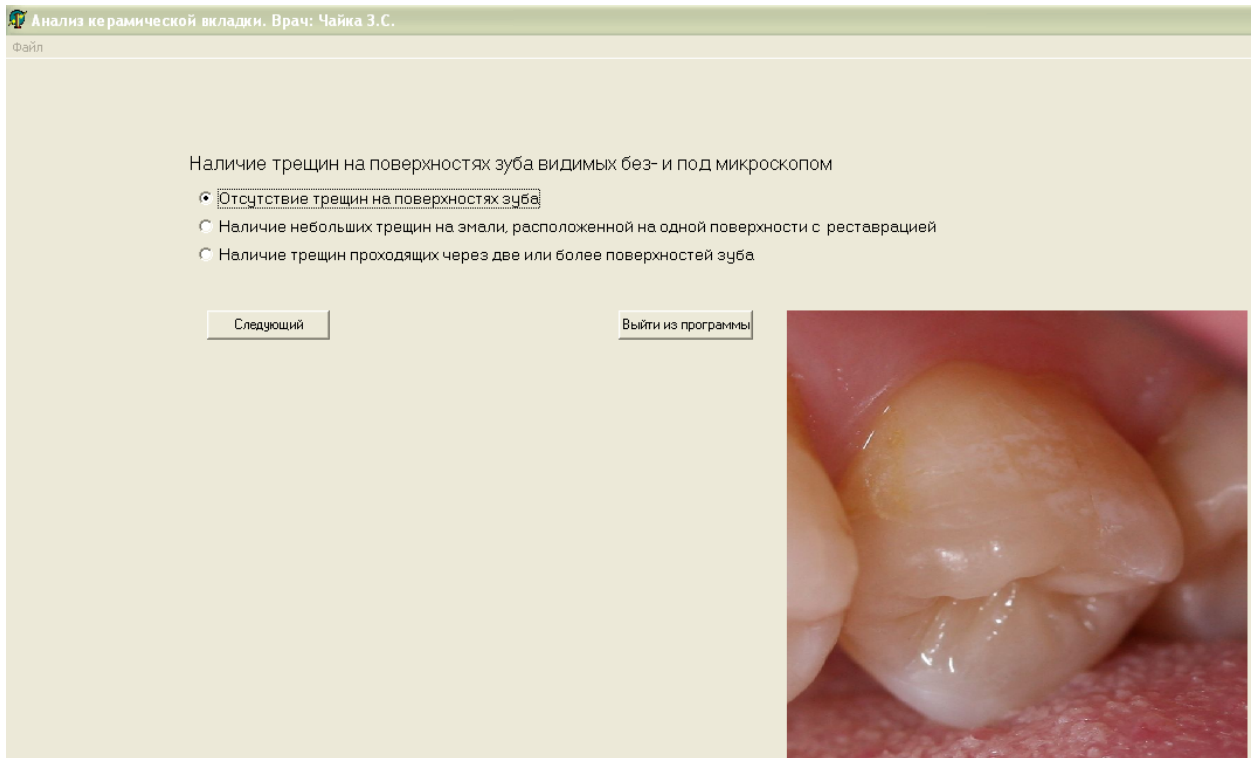 Анализ керамической вкладки. Врач: Чайка З.С.
Файл
Наличие трещин на поверхностях зуба видимых без- и под микроскопом
Отсутствие трещин на поверхностях зуба
Наличие небольших трещин на эмали, расположенной на одной поверхности с реставрацией
Наличие трещин проходящих через две или более поверхностей зуба
Следующий
Выйти из программы